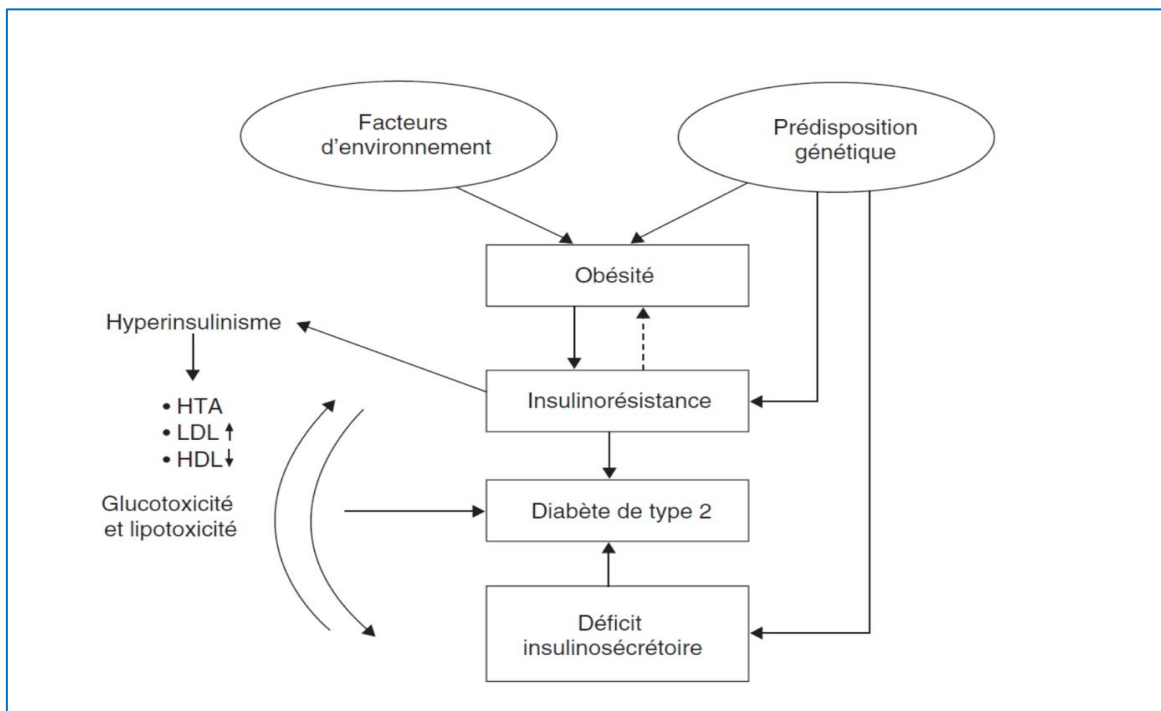 Facteurs
d'environnement
Prédisposition
génétique
Obésité
Hyperinsulinisme
Insulinorésistance
• HTA
• LDL ↑
• HDL ↓
Glucotoxicité
et lipotoxicité
Diabète de type 2
Déficit
insulinosécrétoire